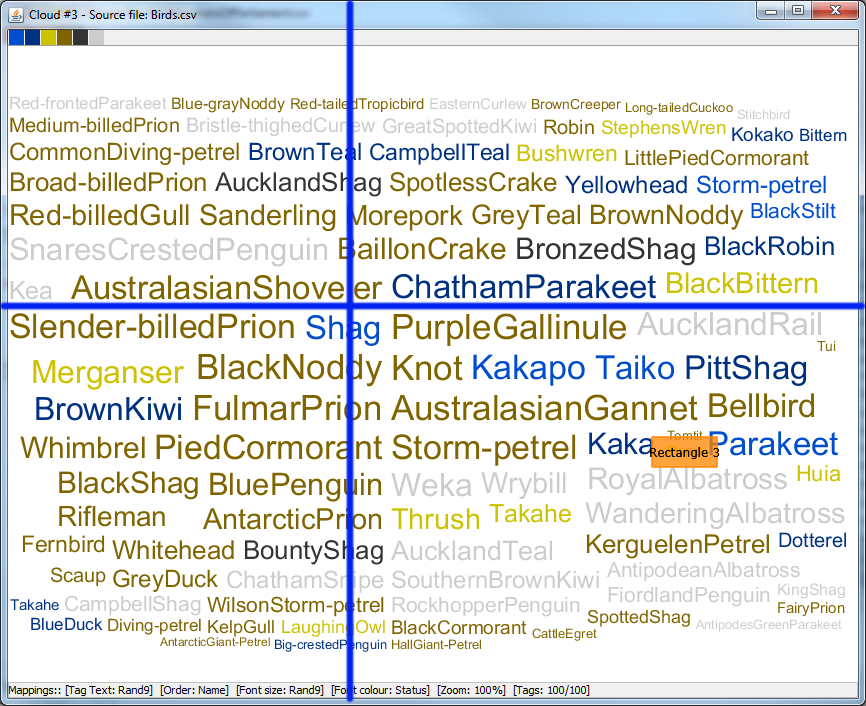 Cloud #3 - Source file: Birds.csv
Red-frontedParakeet Blue-grayNoddy Red-tailedTropicbird EasternCurlew BrownCreeper Long-tailedCuckoo Stitchbird
Medium-billedPrion Bristle-thighedCurlew GreatSpottedKiwi Robin StephensWren Kokako Bittern
CommonDiving-petrel BrownTeal CampbellTeal Bushwren LittlePiedCormorant
Broad-billedPrion AucklandShag SpotlessCrake Yellowhead Storm-petrel
Red-billedGull Sanderling Morepork GreyTeal BrownNoddy BlackStilt
SnaresCrestedPenguin BaillonCrake BronzedShag BlackRobin
Kea AustralasianShoveler ChathamParakeet BlackBittern
Slender-billedPrion Shag PurpleGallinule AucklandRail
Tui
Merganser BlackNoddy Knot Kakapo Taiko PittShag
BrownKiwi FulmarPrion AustralasianGannet Bellbird
Whimbrel PiedCormorant Storm-petrel Kaka Tomtit Parakeet
Rectangle 3
BlackShag BluePenguin Weka Wrybill RoyalAlbatross Huia
Rifleman AntarcticPrion Thrush Takahe WanderingAlbatross
Fernbird Whitehead BountyShag AucklandTeal KerguelenPetrel Dotterel
Scaup GreyDuck ChathamSnipe SouthernBrownKiwi AntipodeanAlbatross
Takahe CampbellShag WilsonStorm-petrel RockhopperPenguin FiordlandPenguin KingShag
FairyPrion
BlueDuck Diving-petrel KelpGull LaughingOwl BlackCormorant CattleEgret SpottedShag AntipodesGreenParakeet
AntarcticGiant-Petrel Big-crestedPenguin HallGiant-Petrel
Mappings:: [Tag Text: Rand9] [Order: Name] [Font size: Rand9] [Font colour: Status] [Zoom: 100%] [Tags: 100/100]